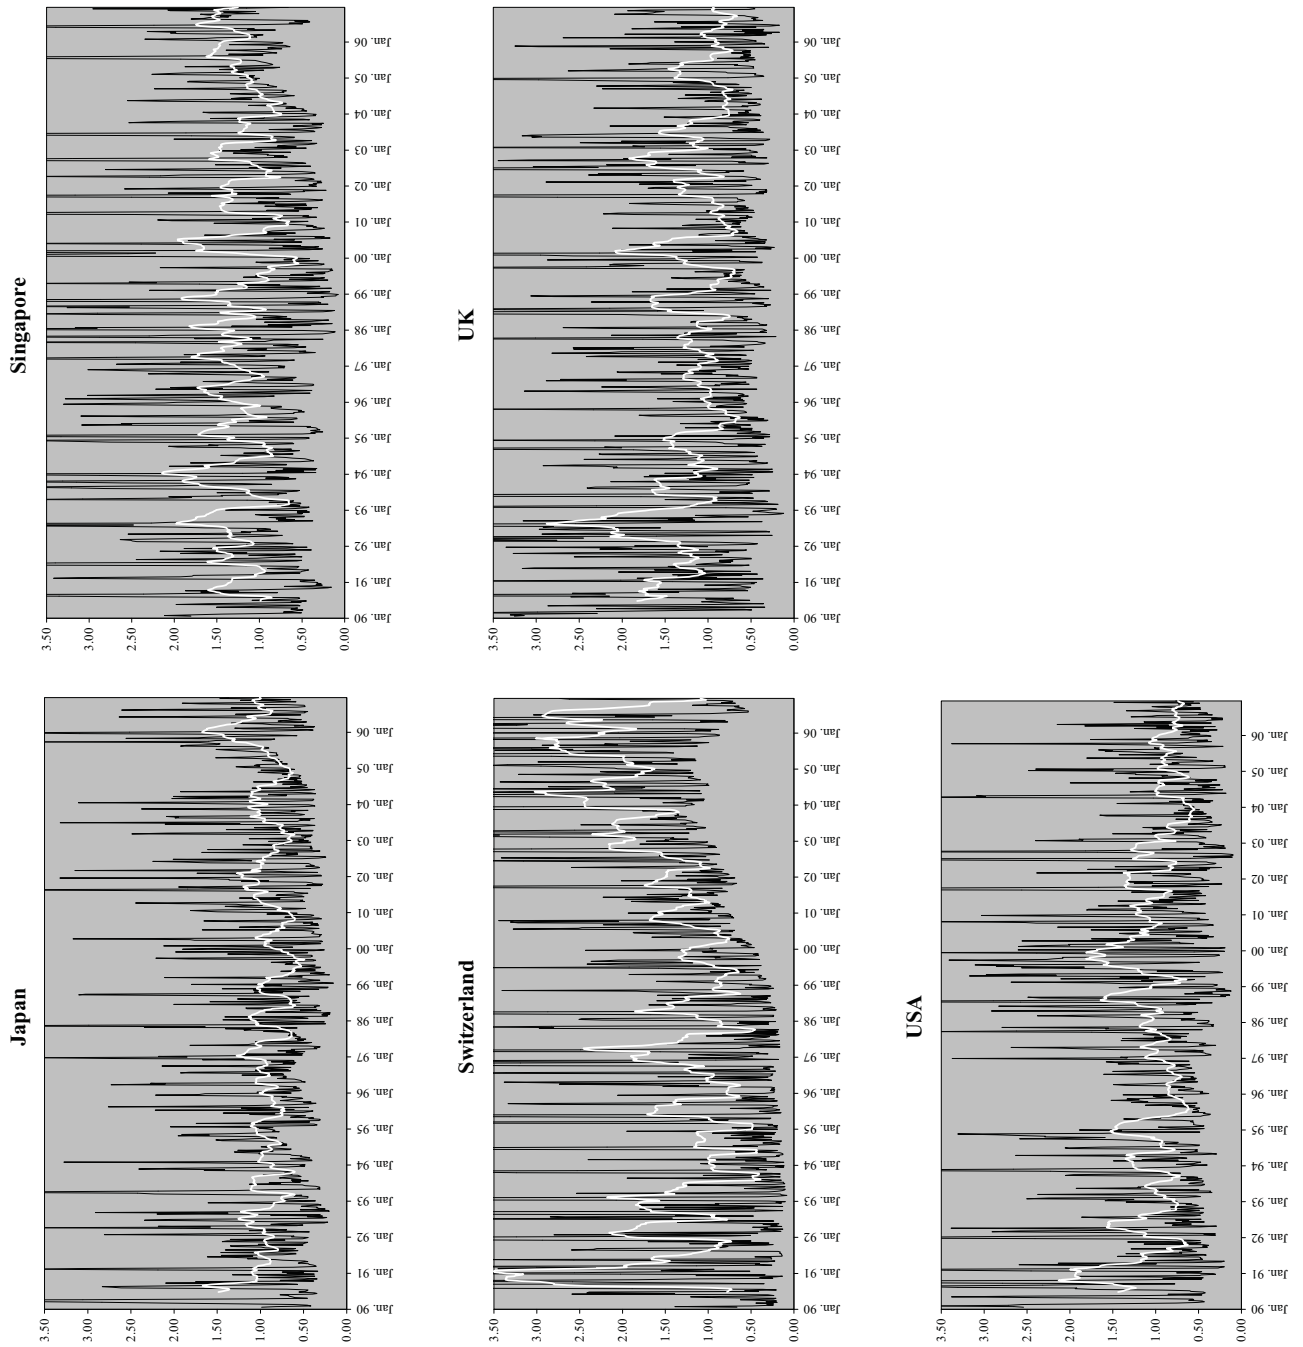 Japan
3.50
3.00
2.50
2.00
1.50
1.00
0.50
0.00
Jan. 90
Jan. 91
Jan. 92
Jan. 93
Jan. 94
Jan. 95
Jan. 96
Jan. 97
Jan. 98
Jan. 99
Jan. 00
Jan. 01
Jan. 02
Jan. 03
Jan. 04
Jan. 05
Jan. 06
Singapore
3.50
3.00
2.50
2.00
1.50
1.00
0.50
0.00
Jan. 90
Jan. 91
Jan. 92
Jan. 93
Jan. 94
Jan. 95
Jan. 96
Jan. 97
Jan. 98
Jan. 99
Jan. 00
Jan. 01
Jan. 02
Jan. 03
Jan. 04
Jan. 05
Jan. 06
Switzerland
3.50
3.00
2.50
2.00
1.50
1.00
0.50
0.00
Jan. 90
Jan. 91
Jan. 92
Jan. 93
Jan. 94
Jan. 95
Jan. 96
Jan. 97
Jan. 98
Jan. 99
Jan. 00
Jan. 01
Jan. 02
Jan. 03
Jan. 04
Jan. 05
Jan. 06
UK
3.50
3.00
2.50
2.00
1.50
1.00
0.50
0.00
Jan. 90
Jan. 91
Jan. 92
Jan. 93
Jan. 94
Jan. 95
Jan. 96
Jan. 97
Jan. 98
Jan. 99
Jan. 00
Jan. 01
Jan. 02
Jan. 03
Jan. 04
Jan. 05
Jan. 06
USA
3.50
3.00
2.50
2.00
1.50
1.00
0.50
0.00
Jan. 90
Jan. 91
Jan. 92
Jan. 93
Jan. 94
Jan. 95
Jan. 96
Jan. 97
Jan. 98
Jan. 99
Jan. 00
Jan. 01
Jan. 02
Jan. 03
Jan. 04
Jan. 05
Jan. 06